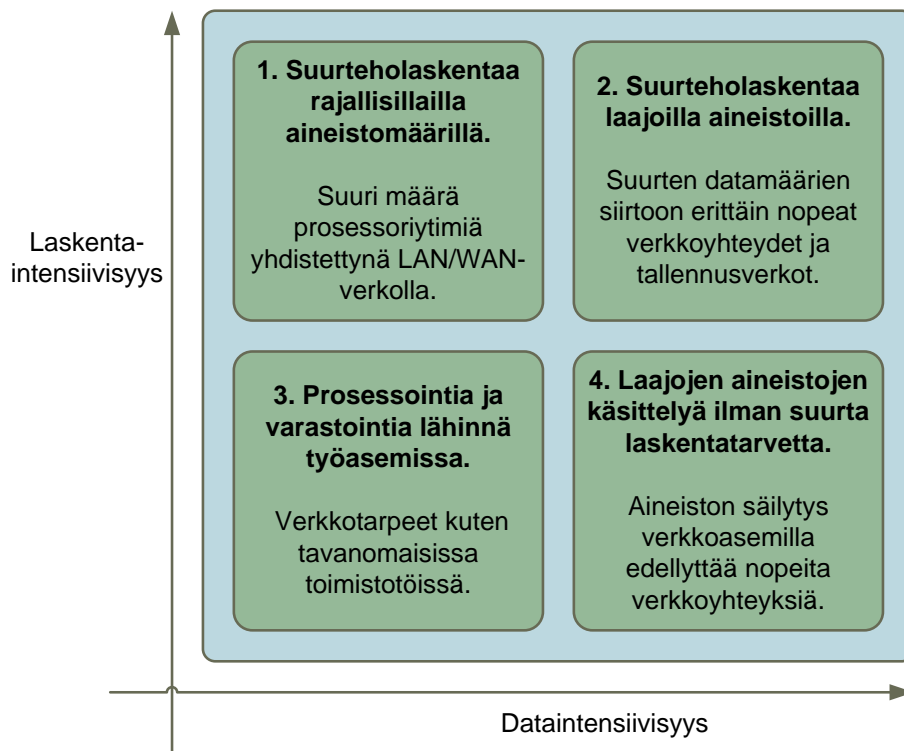 Laskenta-
intensiivisyys
1. Suurteholaskentaa
rajallisillailla
aineistomäärillä.
Suuri määrä
prosessoriytimiä
yhdistettynä LAN/WAN-
verkolla.
2. Suurteholaskentaa
laajoilla aineistoilla.
Suurten datamäärien
siirtoon erittäin nopeat
verkkoyhteydet ja
tallennusverkot.
3. Prosessointia ja
varastointia lähinnä
työasemissa.
Verkkotarpeet kuten
tavanomaisissa
toimistotöissä.
4. Laajojen aineistojen
käsittelyä ilman suurta
laskentatarvetta.
Aineiston säilytys
verkkoasemilla
edellyttää nopeita
verkkoyhteyksiä.
Dataintensiivisyys